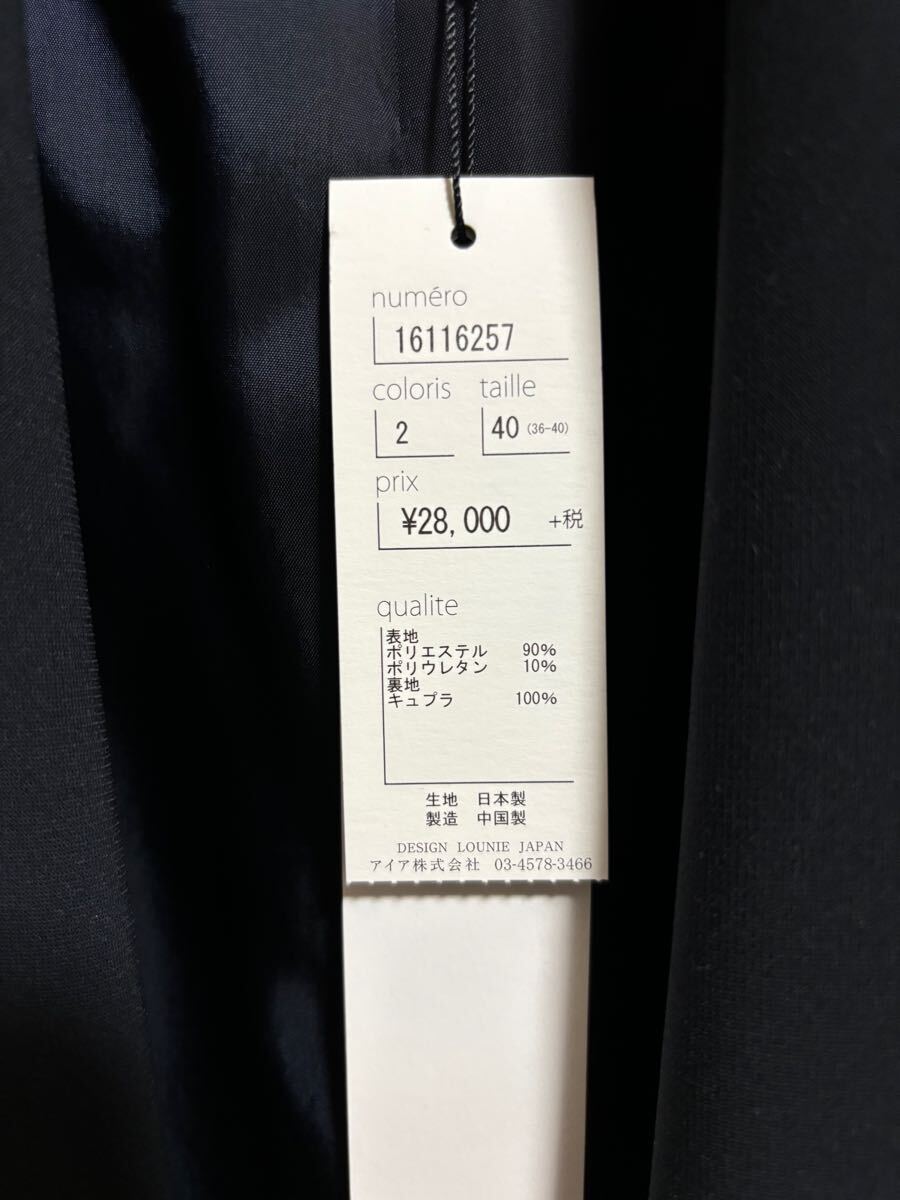 numéro
16116257
coloris taille
2 40 (36-40)
prix
¥28,000 +税
qualite
表地
ポリエステル 90%
ポリウレタン 10%
裏地
キュプラ 100%
生地 日本製
製造 中国製
DESIGN LOUNIE JAPAN
アイア株式会社 03-4578-3466